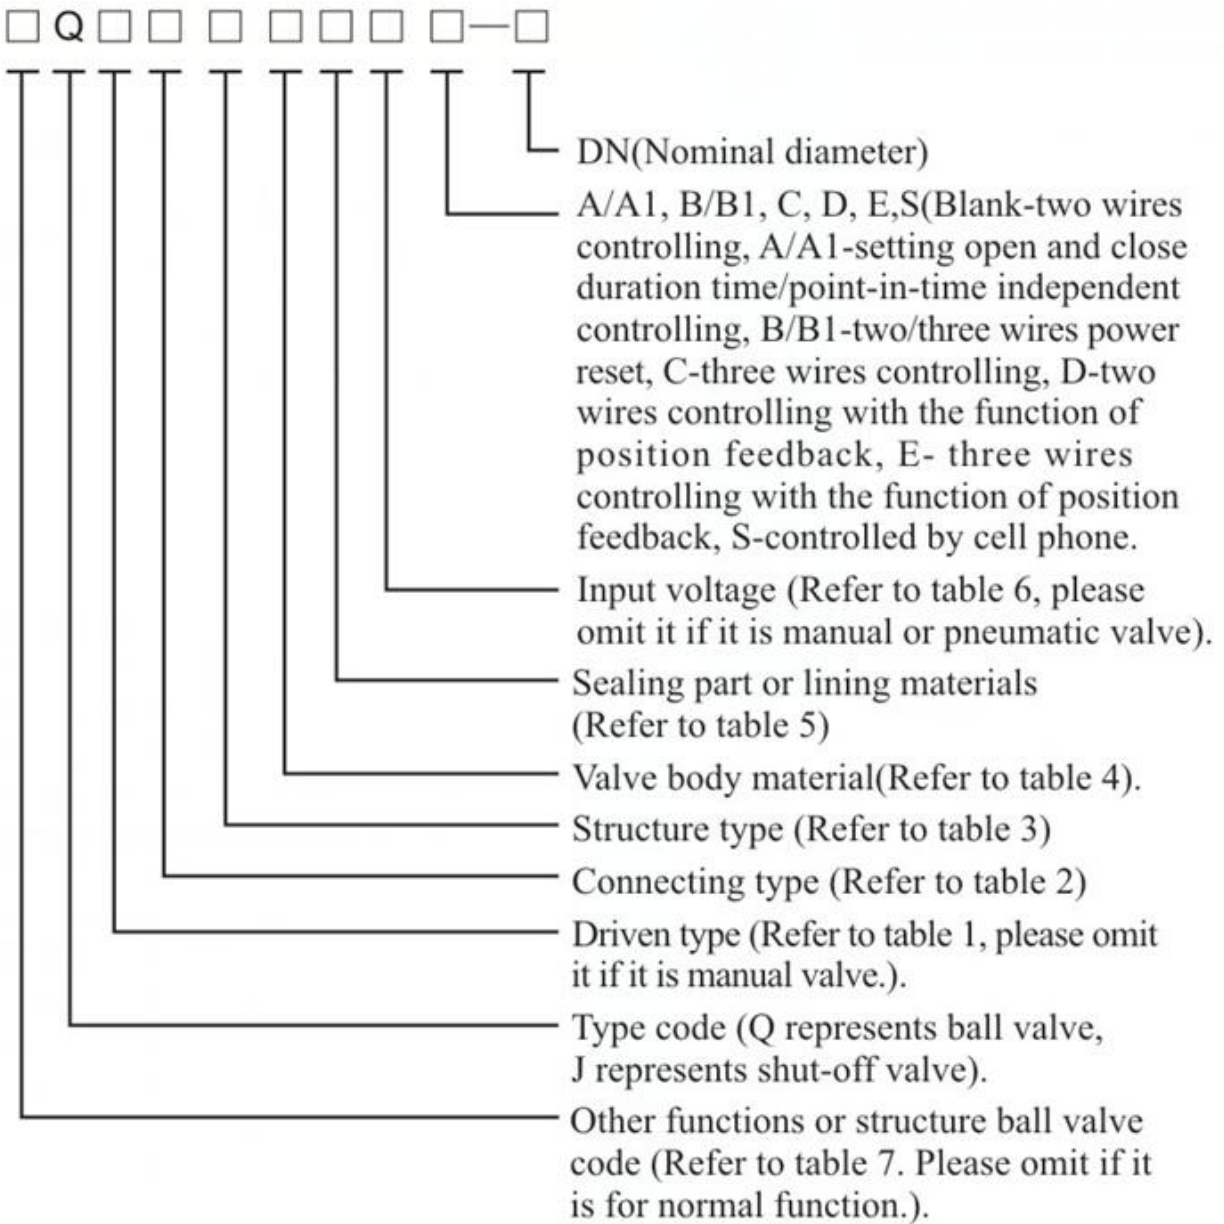 □Q□□ □ □□□ □—□
DN(Nominal diameter)
A/A1, B/B1, C, D, E,S(Blank-two wires
controlling, A/A1-setting open and close
duration time/point-in-time independent
controlling, B/B1-two/three wires power
reset, C-three wires controlling, D-two
wires controlling with the function of
position feedback, E- three wires
controlling with the function of position
feedback, S-controlled by cell phone.
Input voltage (Refer to table 6, please
omit it if it is manual or pneumatic valve).
Sealing part or lining materials
(Refer to table 5)
Valve body material(Refer to table 4).
Structure type (Refer to table 3)
Connecting type (Refer to table 2)
Driven type (Refer to table 1, please omit
it if it is manual valve.).
Type code (Q represents ball valve,
J represents shut-off valve).
Other functions or structure ball valve
code (Refer to table 7. Please omit if it
is for normal function.).